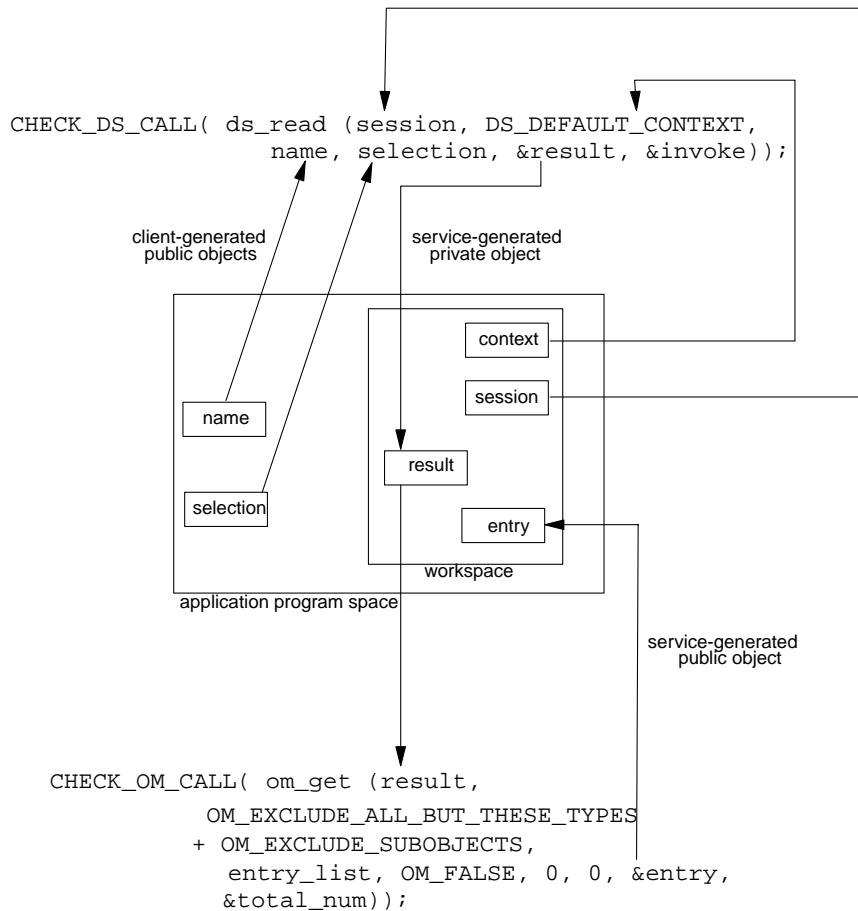 CHECK_DS_CALL( ds_read (session, DS_DEFAULT_CONTEXT,
name, selection, &result, &invoke));
client-generated
public objects
service-generated
private object
context
session
name
result
selection
entry
workspace
application program space
service-generated
public object
CHECK_OM_CALL( om_get (result,
OM_EXCLUDE_ALL_BUT_THESE_TYPES
+ OM_EXCLUDE_SUBOBJECTS,
entry_list, OM_FALSE, 0, 0, &entry,
&total_num));